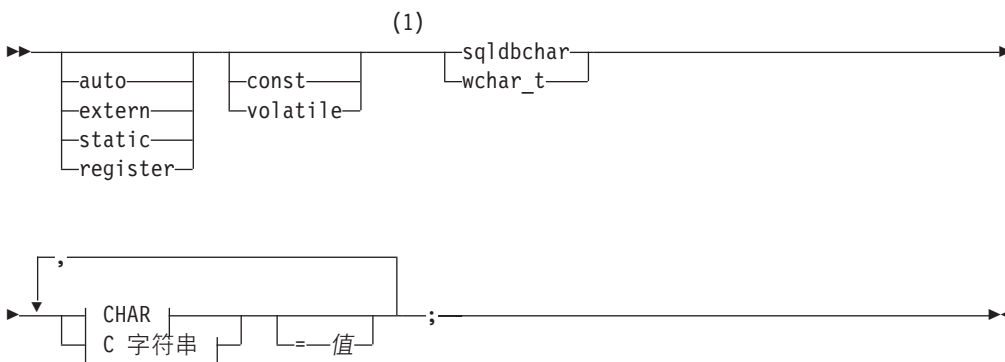 (1)
sqldbchar
auto const wchar_t
extern volatile
static
register
,
CHAR ;
C 字符串 = 值